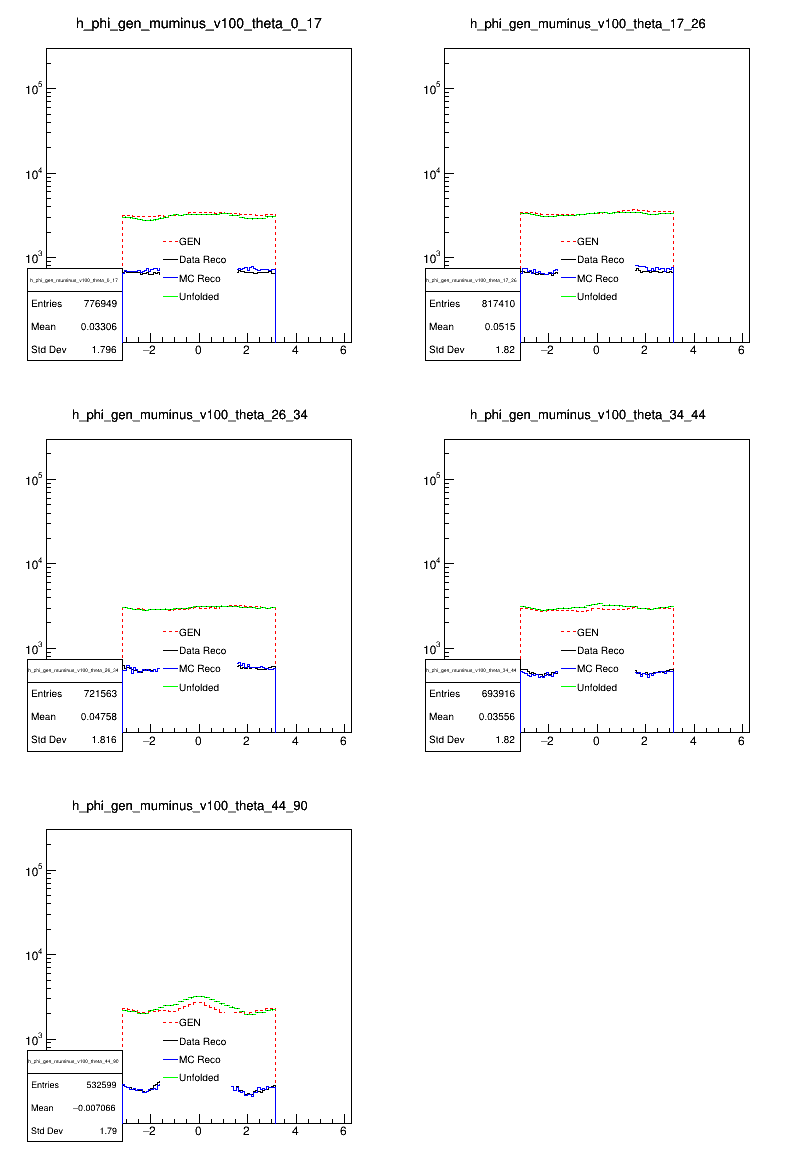 h_phi_gen_muminus_v100_theta_0_17
10^5
10^4
10^3
GEN
Data Reco
MC Reco
Unfolded
h_phi_gen_muminus_v100_theta_0_17
Entries 776949
Mean 0.03306
Std Dev 1.796
−2 0 2 4 6
h_phi_gen_muminus_v100_theta_17_26
10^5
10^4
10^3
GEN
Data Reco
MC Reco
Unfolded
h_phi_gen_muminus_v100_theta_17_26
Entries 817410
Mean 0.0515
Std Dev 1.82
−2 0 2 4 6
h_phi_gen_muminus_v100_theta_26_34
10^5
10^4
10^3
GEN
Data Reco
MC Reco
Unfolded
h_phi_gen_muminus_v100_theta_26_34
Entries 721563
Mean 0.04758
Std Dev 1.816
−2 0 2 4 6
h_phi_gen_muminus_v100_theta_34_44
10^5
10^4
10^3
GEN
Data Reco
MC Reco
Unfolded
h_phi_gen_muminus_v100_theta_34_44
Entries 693916
Mean 0.03556
Std Dev 1.82
−2 0 2 4 6
h_phi_gen_muminus_v100_theta_44_90
10^5
10^4
10^3
GEN
Data Reco
MC Reco
Unfolded
h_phi_gen_muminus_v100_theta_44_90
Entries 532599
Mean −0.007066
Std Dev 1.79
−2 0 2 4 6